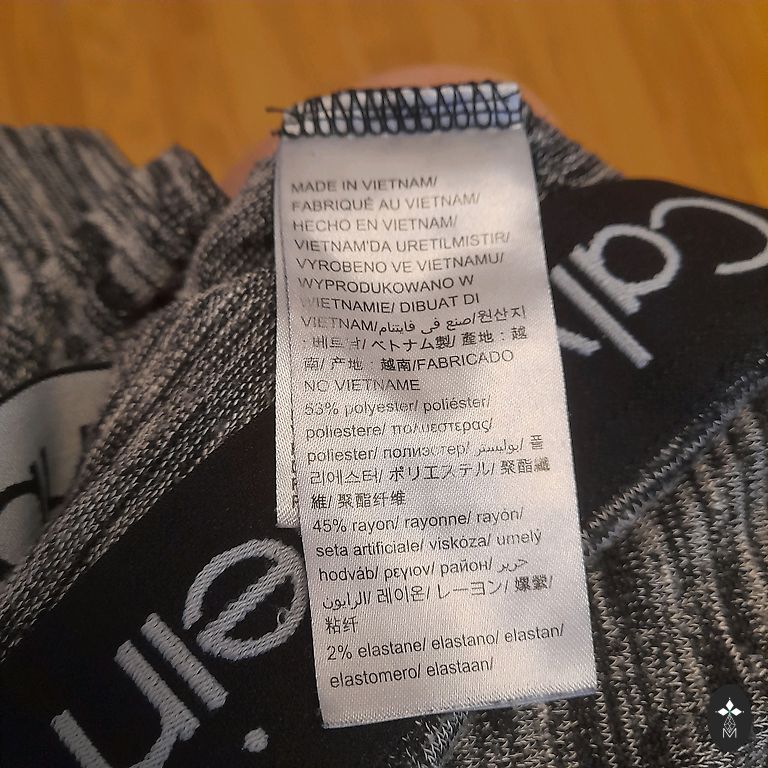 MADE IN VIETNAM/
FABRIQUÉ AU VIETNAM/
HECHO EN VIETNAM/
VIETNAM'DA URETILMISTIR/
VYROBENO VE VIETNAMU/
WYPRODUKOWANO W
WIETNAMIE/ DIBUAT DI
VIETNAM/صنع في فايتنام/원산지
: 베트남/ ベトナム製/ 產地：越
南/ 产地：越南/FABRICADO
NO VIETNAME
53% polyester/ poliéster/
poliestere/ πολυεστερας/
poliester/ полиэстер/ بوليستر/ 폴
리에스터/ ポリエステル/ 聚酯纖
維/ 聚酯纤维
45% rayon/ rayonne/ rayón/
seta artificiale/ viskóza/ umelý
hodváb/ ρεγιον/ район/ حرير
الرايون/ 레이온/ レーヨン/ 嫘縈/
粘纤
2% elastane/ elastano/ elastan/
elastomero/ elastaan/
Calv
ein
M